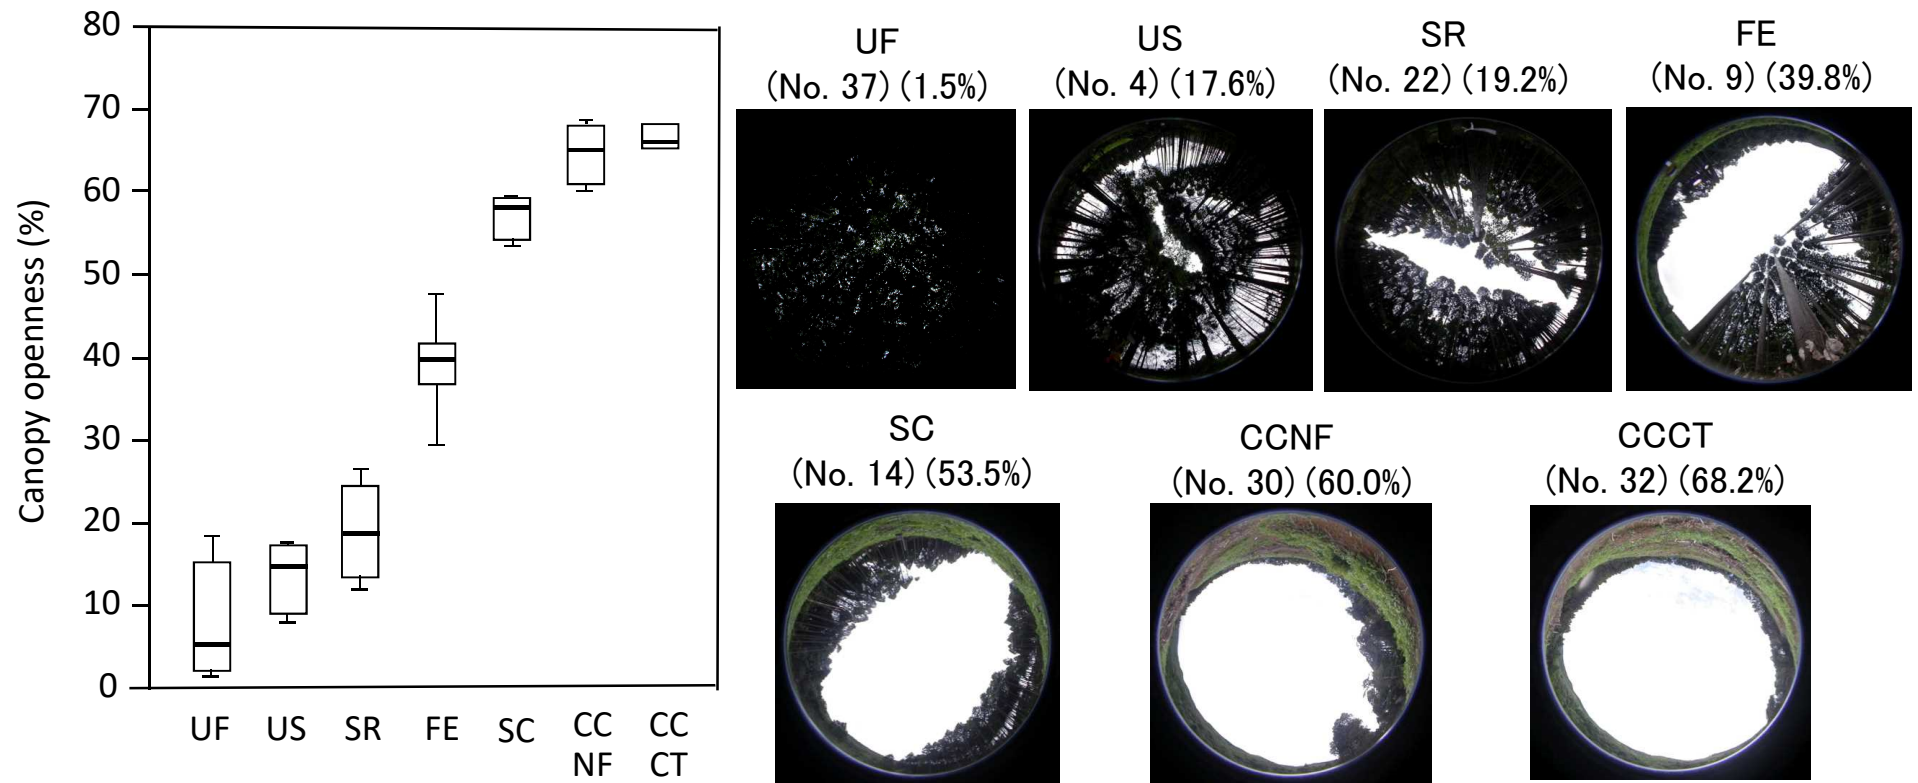 Canopy openness (%)
80
70
60
50
40
30
20
10
0
UF US SR FE SC CC CC
NF CT
UF
(No. 37) (1.5%)
US
(No. 4) (17.6%)
SR
(No. 22) (19.2%)
FE
(No. 9) (39.8%)
SC
(No. 14) (53.5%)
CCNF
(No. 30) (60.0%)
CCCT
(No. 32) (68.2%)